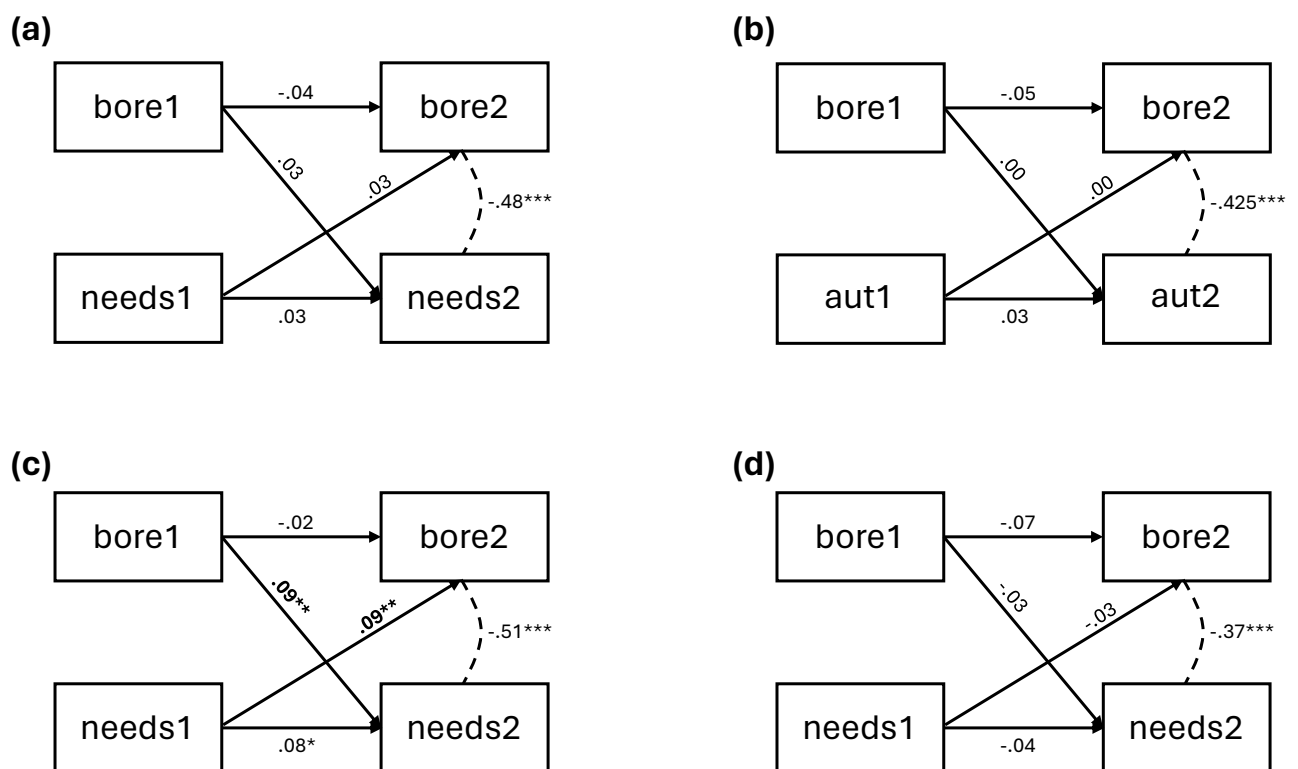 (a)
bore1
-.04
bore2
.03
.03
-.48***
needs1
.03
needs2
(b)
bore1
-.05
bore2
.00
.00
-.425***
aut1
.03
aut2
(c)
bore1
-.02
bore2
.09**
.09**
-.51***
needs1
.08*
needs2
(d)
bore1
-.07
bore2
-.03
-.03
-.37***
needs1
-.04
needs2